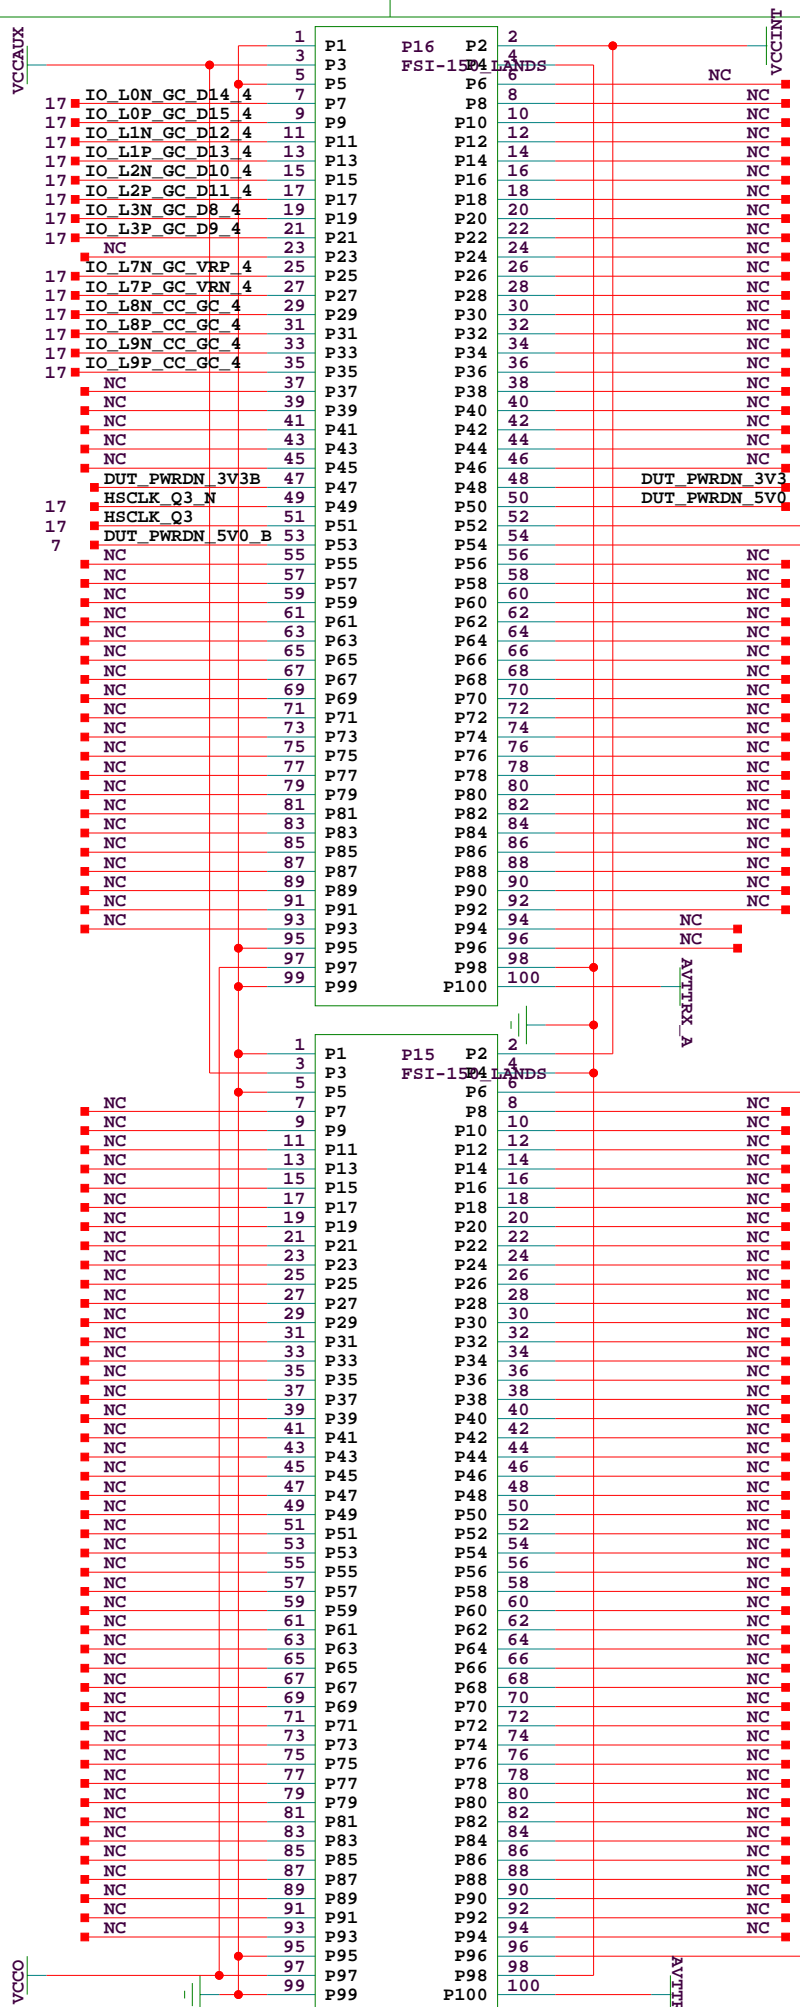 VCCAUX
VCCINT
1 P1 P16 P2 2
3 P3 FSI-150_LANDS P4 4
5 P5 P6 6 NC
17 IO_L0N_GC_D14_4 7 P7 P8 8 NC
17 IO_L0P_GC_D15_4 9 P9 P10 10 NC
17 IO_L1N_GC_D12_4 11 P11 P12 12 NC
17 IO_L1P_GC_D13_4 13 P13 P14 14 NC
17 IO_L2N_GC_D10_4 15 P15 P16 16 NC
17 IO_L2P_GC_D11_4 17 P17 P18 18 NC
17 IO_L3N_GC_D8_4 19 P19 P20 20 NC
17 IO_L3P_GC_D9_4 21 P21 P22 22 NC
NC 23 P23 P24 24 NC
17 IO_L7N_GC_VRP_4 25 P25 P26 26 NC
17 IO_L7P_GC_VRN_4 27 P27 P28 28 NC
17 IO_L8N_CC_GC_4 29 P29 P30 30 NC
17 IO_L8P_CC_GC_4 31 P31 P32 32 NC
17 IO_L9N_CC_GC_4 33 P33 P34 34 NC
17 IO_L9P_CC_GC_4 35 P35 P36 36 NC
NC 37 P37 P38 38 NC
NC 39 P39 P40 40 NC
NC 41 P41 P42 42 NC
NC 43 P43 P44 44 NC
NC 45 P45 P46 46 NC
DUT_PWRDN_3V3B 47 P47 P48 48 DUT_PWRDN_3V3
17 HSCLK_Q3_N 49 P49 P50 50 DUT_PWRDN_5V0
17 HSCLK_Q3 51 P51 P52 52
7 DUT_PWRDN_5V0_B 53 P53 P54 54
NC 55 P55 P56 56 NC
NC 57 P57 P58 58 NC
NC 59 P59 P60 60 NC
NC 61 P61 P62 62 NC
NC 63 P63 P64 64 NC
NC 65 P65 P66 66 NC
NC 67 P67 P68 68 NC
NC 69 P69 P70 70 NC
NC 71 P71 P72 72 NC
NC 73 P73 P74 74 NC
NC 75 P75 P76 76 NC
NC 77 P77 P78 78 NC
NC 79 P79 P80 80 NC
NC 81 P81 P82 82 NC
NC 83 P83 P84 84 NC
NC 85 P85 P86 86 NC
NC 87 P87 P88 88 NC
NC 89 P89 P90 90 NC
NC 91 P91 P92 92 NC
NC 93 P93 P94 94 NC
95 P95 P96 96 NC
97 P97 P98 98
99 P99 P100 100
AVTTRX_A
1 P1 P15 P2 2
3 P3 FSI-150_LANDS P4 4
5 P5 P6 6
NC 7 P7 P8 8 NC
NC 9 P9 P10 10 NC
NC 11 P11 P12 12 NC
NC 13 P13 P14 14 NC
NC 15 P15 P16 16 NC
NC 17 P17 P18 18 NC
NC 19 P19 P20 20 NC
NC 21 P21 P22 22 NC
NC 23 P23 P24 24 NC
NC 25 P25 P26 26 NC
NC 27 P27 P28 28 NC
NC 29 P29 P30 30 NC
NC 31 P31 P32 32 NC
NC 33 P33 P34 34 NC
NC 35 P35 P36 36 NC
NC 37 P37 P38 38 NC
NC 39 P39 P40 40 NC
NC 41 P41 P42 42 NC
NC 43 P43 P44 44 NC
NC 45 P45 P46 46 NC
NC 47 P47 P48 48 NC
NC 49 P49 P50 50 NC
NC 51 P51 P52 52 NC
NC 53 P53 P54 54 NC
NC 55 P55 P56 56 NC
NC 57 P57 P58 58 NC
NC 59 P59 P60 60 NC
NC 61 P61 P62 62 NC
NC 63 P63 P64 64 NC
NC 65 P65 P66 66 NC
NC 67 P67 P68 68 NC
NC 69 P69 P70 70 NC
NC 71 P71 P72 72 NC
NC 73 P73 P74 74 NC
NC 75 P75 P76 76 NC
NC 77 P77 P78 78 NC
NC 79 P79 P80 80 NC
NC 81 P81 P82 82 NC
NC 83 P83 P84 84 NC
NC 85 P85 P86 86 NC
NC 87 P87 P88 88 NC
NC 89 P89 P90 90 NC
NC 91 P91 P92 92 NC
NC 93 P93 P94 94 NC
95 P95 P96 96
97 P97 P98 98
99 P99 P100 100
VCCO